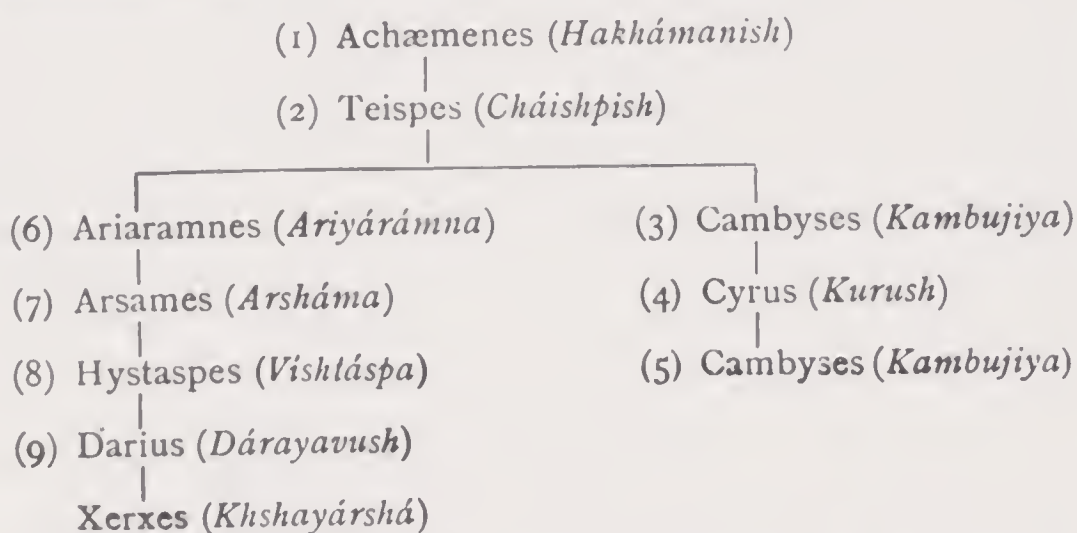 (1) Achæmenes (Hakhámanish)
(2) Teispes (Cháishpish)
(6) Ariaramnes (Ariyárámna)
(3) Cambyses (Kambujiya)
(7) Arsames (Arsháma)
(4) Cyrus (Kurush)
(8) Hystaspes (Víshtáspa)
(5) Cambyses (Kambujiya)
(9) Darius (Dárayavush)
Xerxes (Khshayárshá)